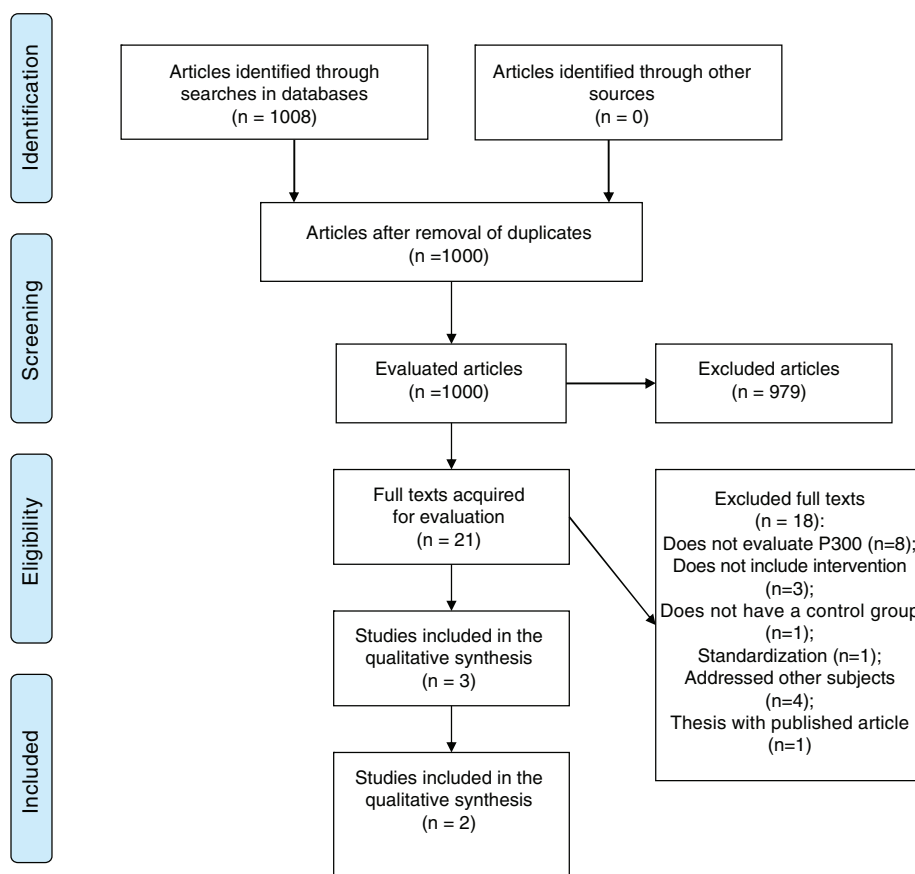 Identification
Articles identified through
searches in databases
(n = 1008)
Articles identified through other
sources
(n = 0)
Screening
Articles after removal of duplicates
(n =1000)
Evaluated articles
(n =1000)
Excluded articles
(n = 979)
Eligibility
Full texts acquired
for evaluation
(n = 21)
Excluded full texts
(n = 18):
Does not evaluate P300 (n=8);
Does not include intervention
(n=3);
Does not have a control group
(n=1);
Standardization (n=1);
Addressed other subjects
(n=4);
Thesis with published article
(n=1)
Studies included in the
qualitative synthesis
(n = 3)
Included
Studies included in the
qualitative synthesis
(n = 2)